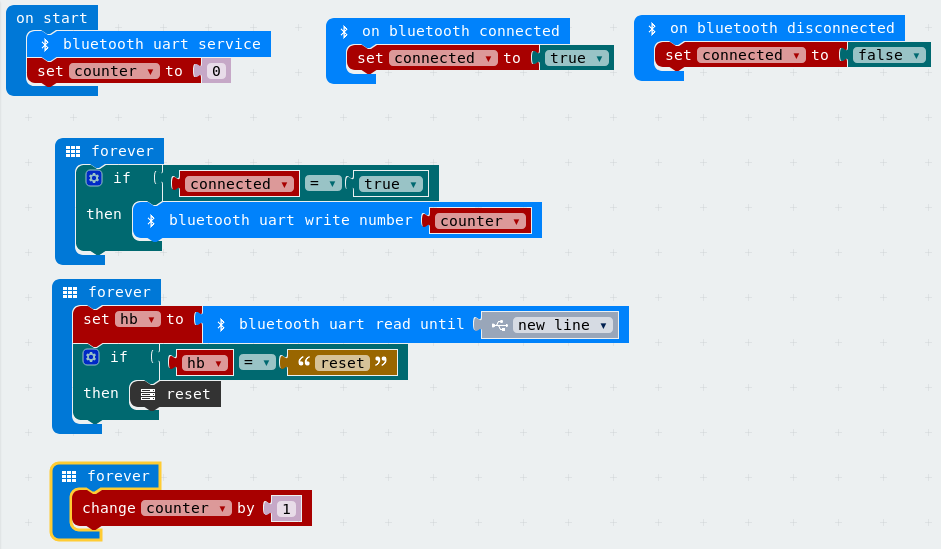 on start
bluetooth uart service
set counter to 0
on bluetooth connected
set connected to true
on bluetooth disconnected
set connected to false
forever
if connected = true
then bluetooth uart write number counter
forever
set hb to bluetooth uart read until new line
if hb = “ reset ”
then reset
forever
change counter by 1